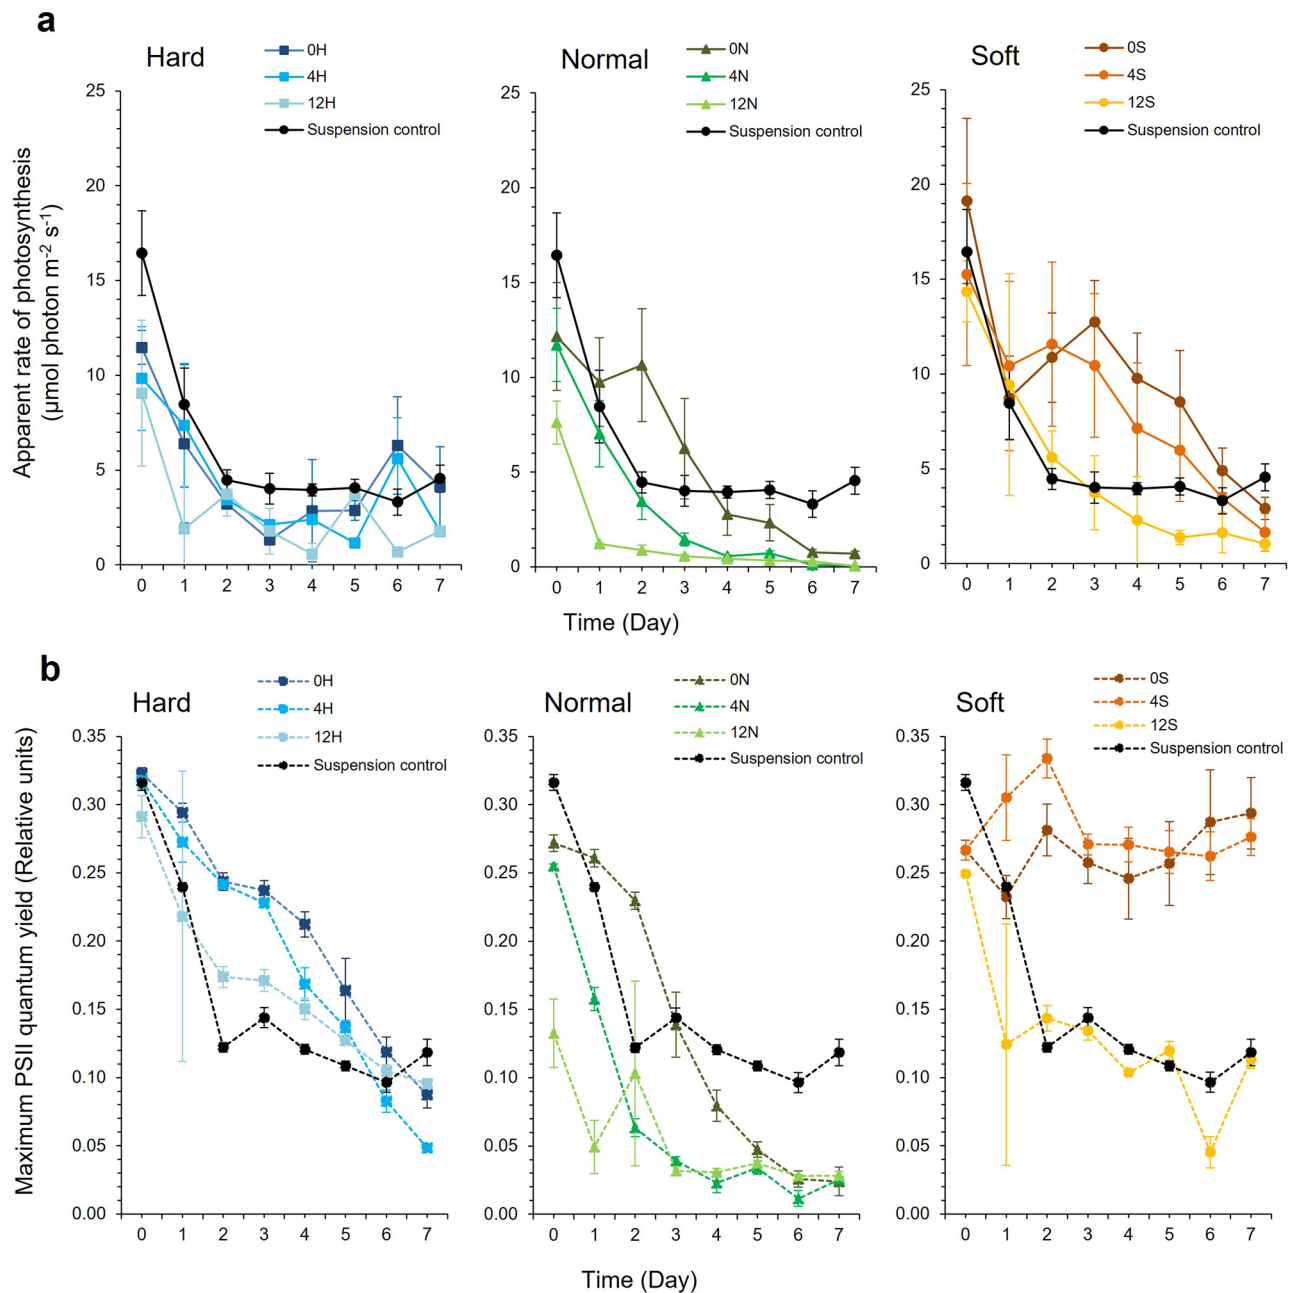 a
Hard
0H
4H
12H
Suspension control
Normal
0N
4N
12N
Suspension control
Soft
0S
4S
12S
Suspension control
Apparent rate of photosynthesis
(µmol photon m-2 s-1)
25
20
15
10
5
0
0 1 2 3 4 5 6 7
25
20
15
10
5
0
0 1 2 3 4 5 6 7
25
20
15
10
5
0
0 1 2 3 4 5 6 7
Time (Day)
b
Hard
0H
4H
12H
Suspension control
Normal
0N
4N
12N
Suspension control
Soft
0S
4S
12S
Suspension control
Maximum PSII quantum yield (Relative units)
0.35
0.30
0.25
0.20
0.15
0.10
0.05
0.00
0 1 2 3 4 5 6 7
0.35
0.30
0.25
0.20
0.15
0.10
0.05
0.00
0 1 2 3 4 5 6 7
0.35
0.30
0.25
0.20
0.15
0.10
0.05
0.00
0 1 2 3 4 5 6 7
Time (Day)